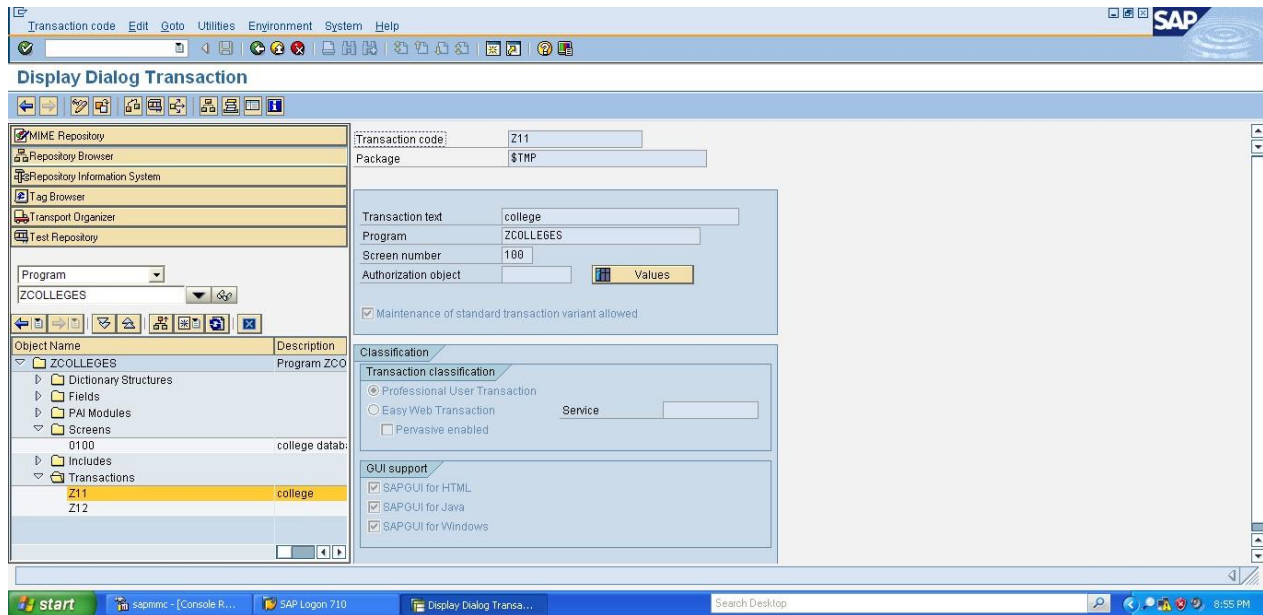 Transaction code Edit Goto Utilities Environment System Help
SAP
Display Dialog Transaction
MIME Repository
Repository Browser
Repository Information System
Tag Browser
Transport Organizer
Test Repository
Program
ZCOLLEGES
Object Name Description
ZCOLLEGES Program ZCO
Dictionary Structures
Fields
PAI Modules
Screens
0100 college datab
Includes
Transactions
Z11 college
Z12
Transaction code Z11
Package $TMP
Transaction text college
Program ZCOLLEGES
Screen number 100
Authorization object Values
Maintenance of standard transaction variant allowed
Classification
Transaction classification
Professional User Transaction
Easy Web Transaction Service
Pervasive enabled
GUI support
SAPGUI for HTML
SAPGUI for Java
SAPGUI for Windows
start sapmmc - [Console R... SAP Logon 710 Display Dialog Transa... Search Desktop 8:55 PM